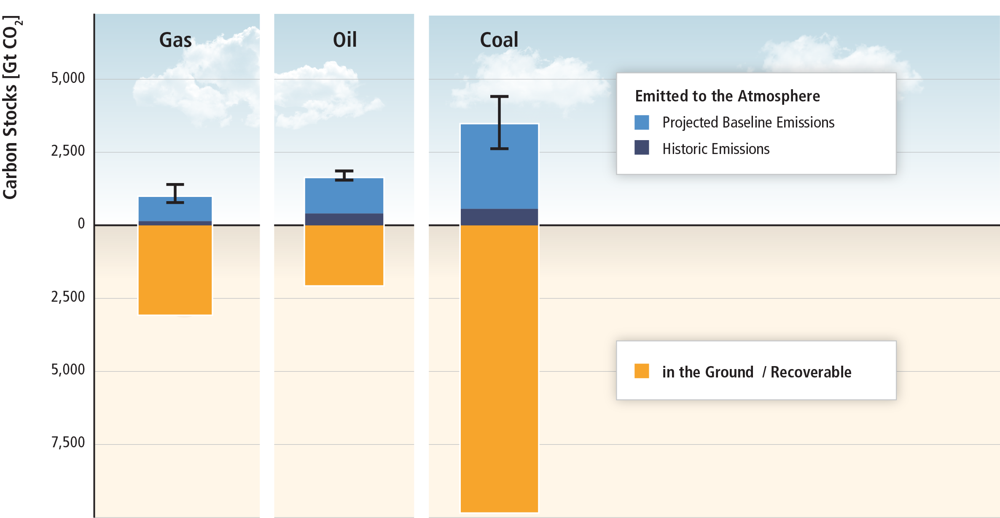 Carbon Stocks [Gt CO₂]
Gas
Oil
Coal
5,000
2,500
0
2,500
5,000
7,500
Emitted to the Atmosphere
Projected Baseline Emissions
Historic Emissions
in the Ground / Recoverable